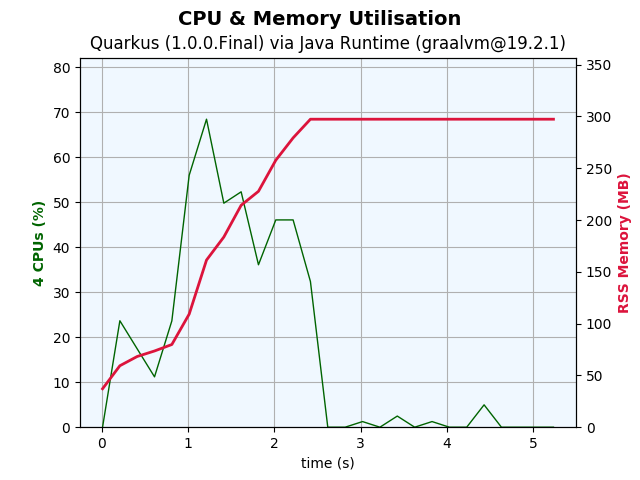 CPU & Memory Utilisation
Quarkus (1.0.0.Final) via Java Runtime (graalvm@19.2.1)
80
70
60
50
40
30
20
10
0
4 CPUs (%)
350
300
250
200
150
100
50
0
RSS Memory (MB)
0 1 2 3 4 5
time (s)